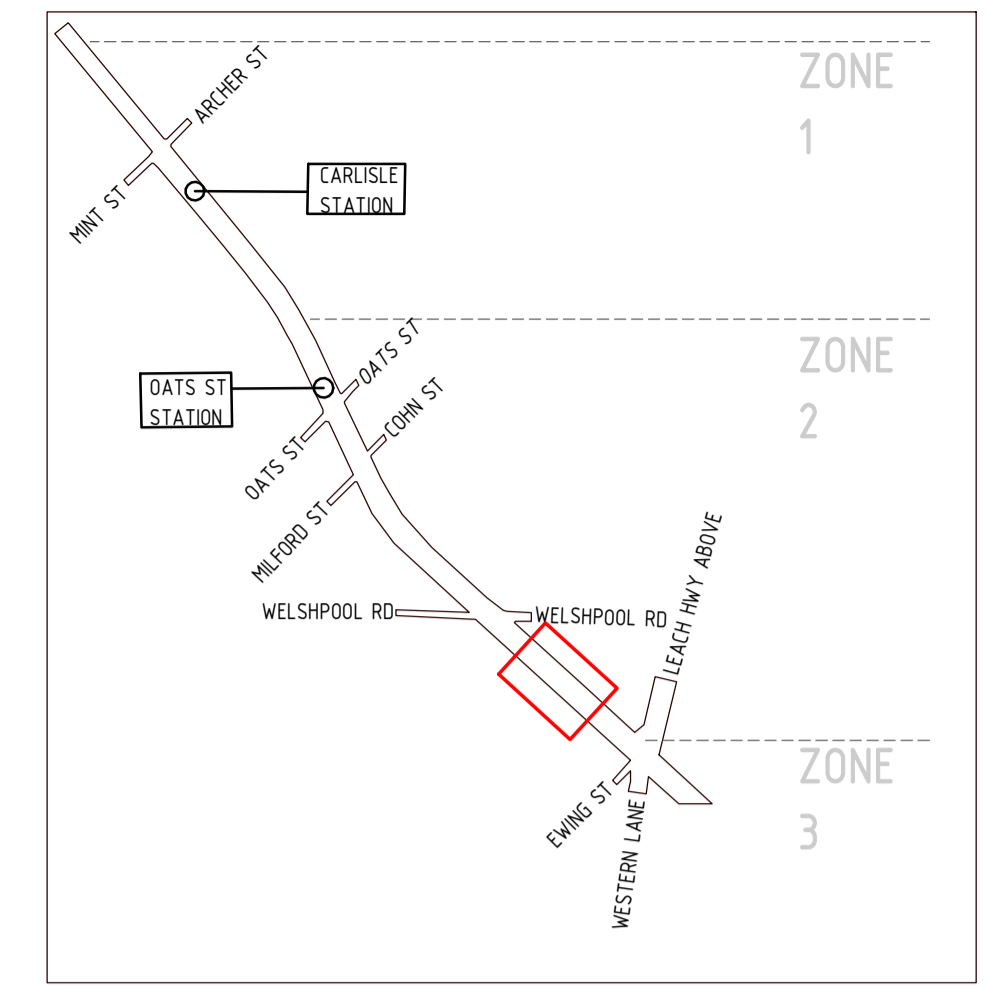 ARCHER ST
ZONE
1
MINT ST
CARLISLE
STATION
ZONE
2
OATS ST
OATS ST
STATION
COHN ST
OATS ST
MILFORD ST
WELSHPOOL RD
WELSHPOOL RD
LEACH HWY ABOVE
ZONE
3
EWING ST
WESTERN LANE